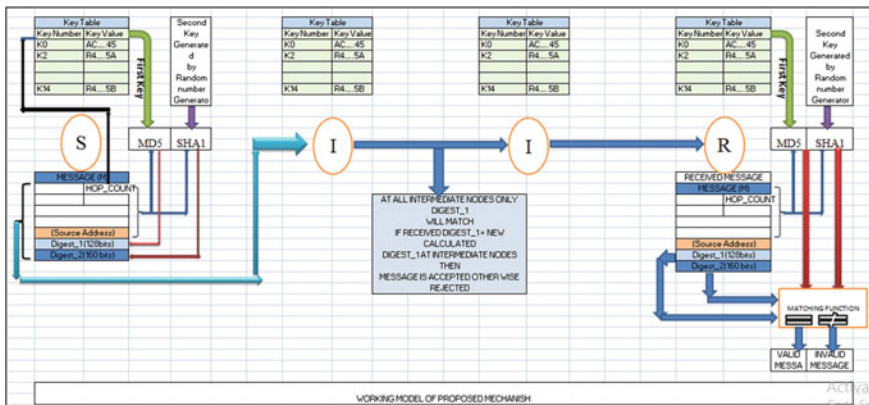 Key Table
Key Number Key Value
K0 AC....45
K2 R4....5A
K14 R4....5B
First Key
Second
Key
Generate
d
by
Random
number
Generato
S
MD5 SHA1
MESSAGE (M)
HOP_COUNT
(Source Address)
Digest_1(128bits)
Digest_2(160 bits)
Key Table
Key Number Key Value
K0 AC....45
K2 R4....5A
K14 R4....5B
I
Key Table
Key Number Key Value
K0 AC....45
K2 R4....5A
K14 R4....5B
I
AT ALL INTERMEDIATE NODES ONLY
DIGEST_1
WILL MATCH
IF RECEIVED DIGEST_1= NEW
CALCULATED
DIGEST_1AT INTERMEDIATE NODES
THEN
MESSAGE IS ACCEPTED OTHER WISE
REJECTED
Key Table
Key Number Key Value
K0 AC....45
K2 R4....5A
K14 R4....5B
First Key
Second
Key
Generated
by
Random
number
Generator
R
MD5 SHA1
RECEIVED MESSAGE
MESSAGE (M)
HOP_COUNT
(Source Address)
Digest_1 (128bits)
Digest_2(160 bits)
MATCHING FUNCTION
VALID
MESSA
INVALID
MESSAGE
WORKING MODEL OF PROPOSED MECHANISH
Activa